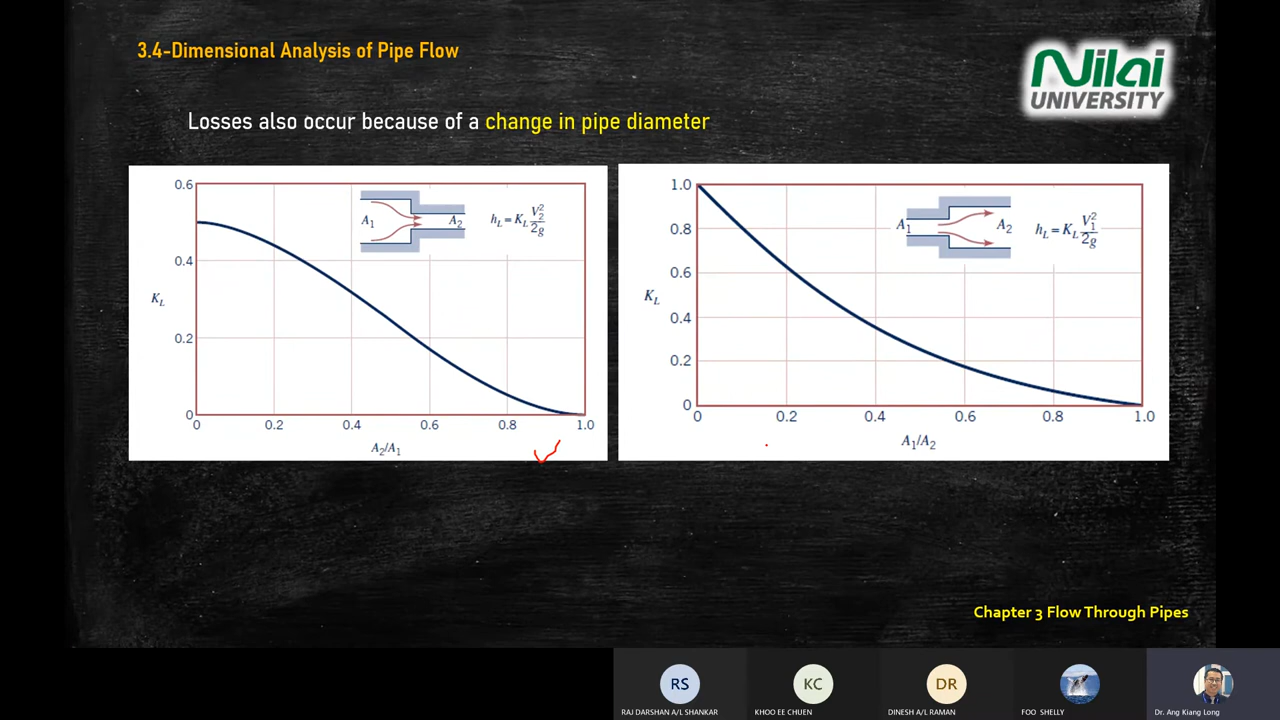 3.4-Dimensional Analysis of Pipe Flow
Nilai
UNIVERSITY
Losses also occur because of a change in pipe diameter
0.6
0.4
0.2
0
K_L
A₁
A₂
h_L = K_L V₂²/2g
0
0.2
0.4
0.6
0.8
1.0
A₂/A₁
1.0
0.8
0.6
0.4
0.2
0
K_L
A₁
A₂
h_L = K_L V₁²/2g
0
0.2
0.4
0.6
0.8
1.0
A₁/A₂
Chapter 3 Flow Through Pipes
RS
KC
DR
RAJ DARSHAN A/L SHANKAR
KHOO EE CHUEN
DINESH A/L RAMAN
FOO SHELLY
Dr. Ang Kiang Long